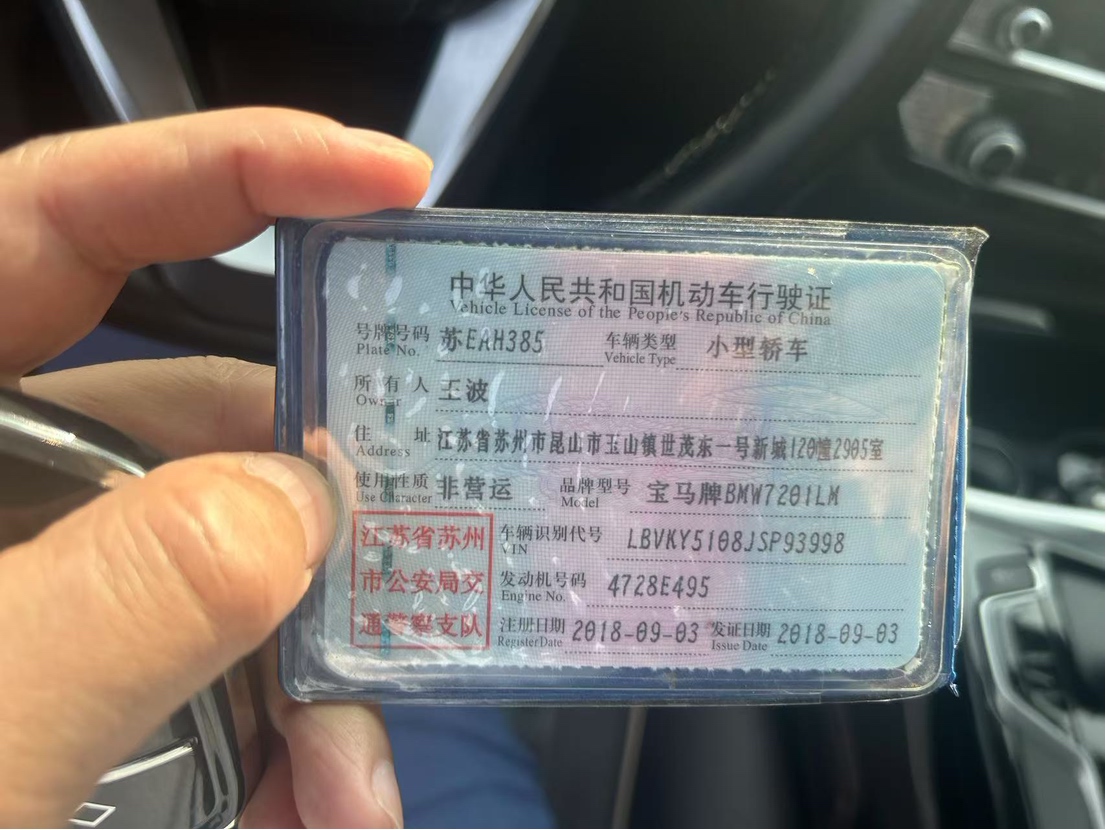 中华人民共和国机动车行驶证
Vehicle License of the People's Republic of China
号牌号码 苏EAH385 车辆类型 小型轿车
Plate No. Vehicle Type
所有人 王波
Owner
住址 江苏省苏州市昆山市玉山镇世茂东一号新城120幢2905室
Address
使用性质 非营运 品牌型号 宝马牌BMW7201LM
Use Character Model
江苏省苏州 车辆识别代号 LBVKY5108JSP93998
VIN
市公安局交 发动机号码 4728E495
Engine No.
通警察支队 注册日期 2018-09-03 发证日期 2018-09-03
Register Date Issue Date